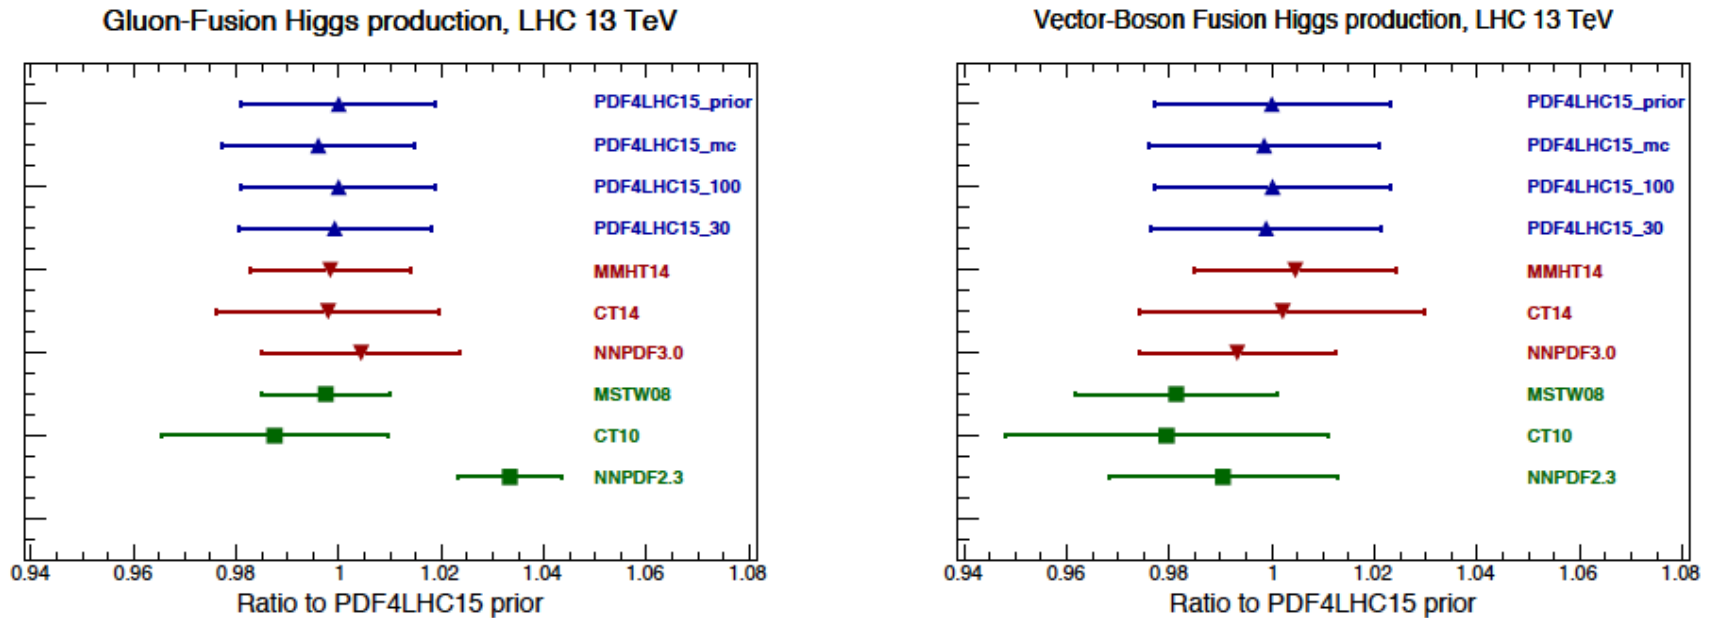 Gluon-Fusion Higgs production, LHC 13 TeV
PDF4LHC15_prior
PDF4LHC15_mc
PDF4LHC15_100
PDF4LHC15_30
MMHT14
CT14
NNPDF3.0
MSTW08
CT10
NNPDF2.3
0.94 0.96 0.98 1 1.02 1.04 1.06 1.08
Ratio to PDF4LHC15 prior
Vector-Boson Fusion Higgs production, LHC 13 TeV
PDF4LHC15_prior
PDF4LHC15_mc
PDF4LHC15_100
PDF4LHC15_30
MMHT14
CT14
NNPDF3.0
MSTW08
CT10
NNPDF2.3
0.94 0.96 0.98 1 1.02 1.04 1.06 1.08
Ratio to PDF4LHC15 prior